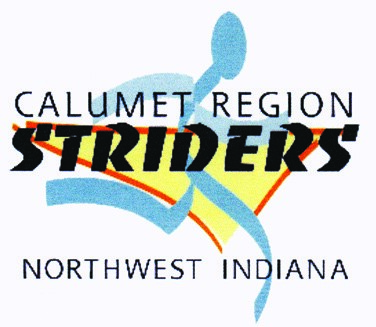 CALUMET REGION
STRIDERS
NORTHWEST INDIANA